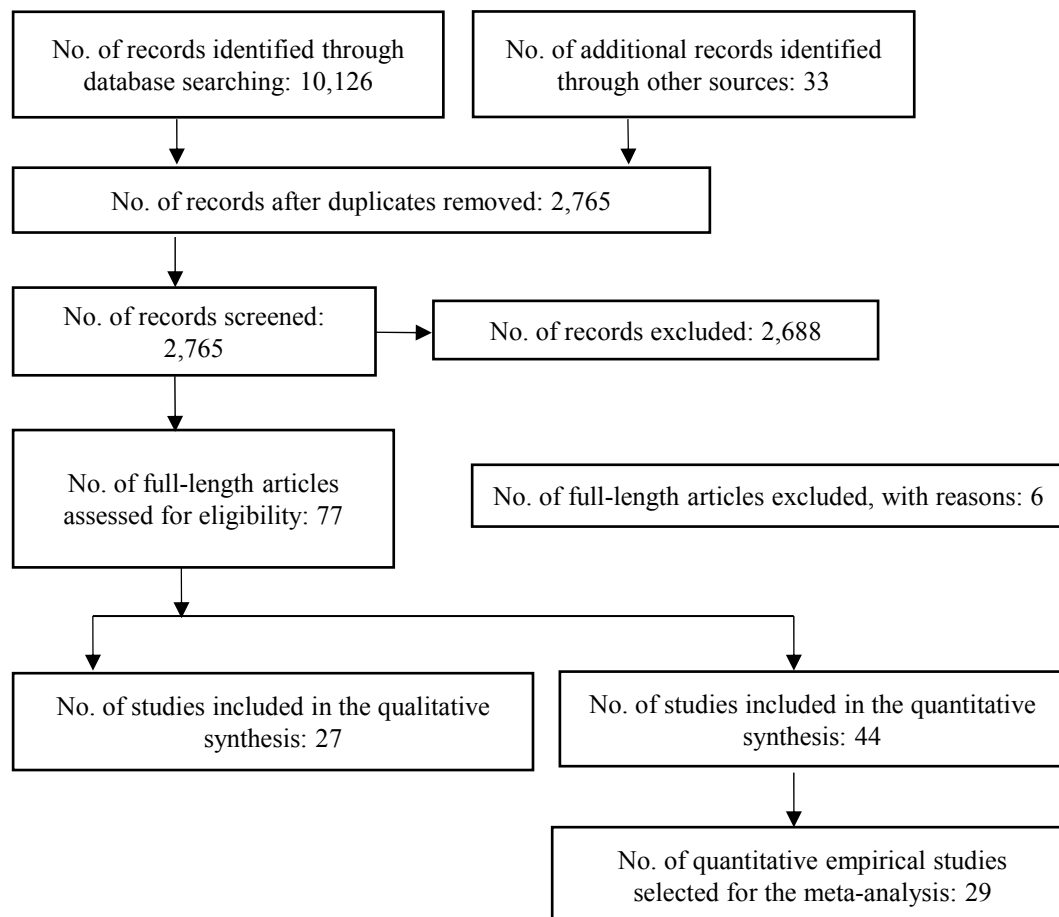 No. of records identified through
database searching: 10,126
No. of additional records identified
through other sources: 33
No. of records after duplicates removed: 2,765
No. of records screened:
2,765
No. of records excluded: 2,688
No. of full-length articles
assessed for eligibility: 77
No. of full-length articles excluded, with reasons: 6
No. of studies included in the qualitative
synthesis: 27
No. of studies included in the quantitative
synthesis: 44
No. of quantitative empirical studies
selected for the meta-analysis: 29